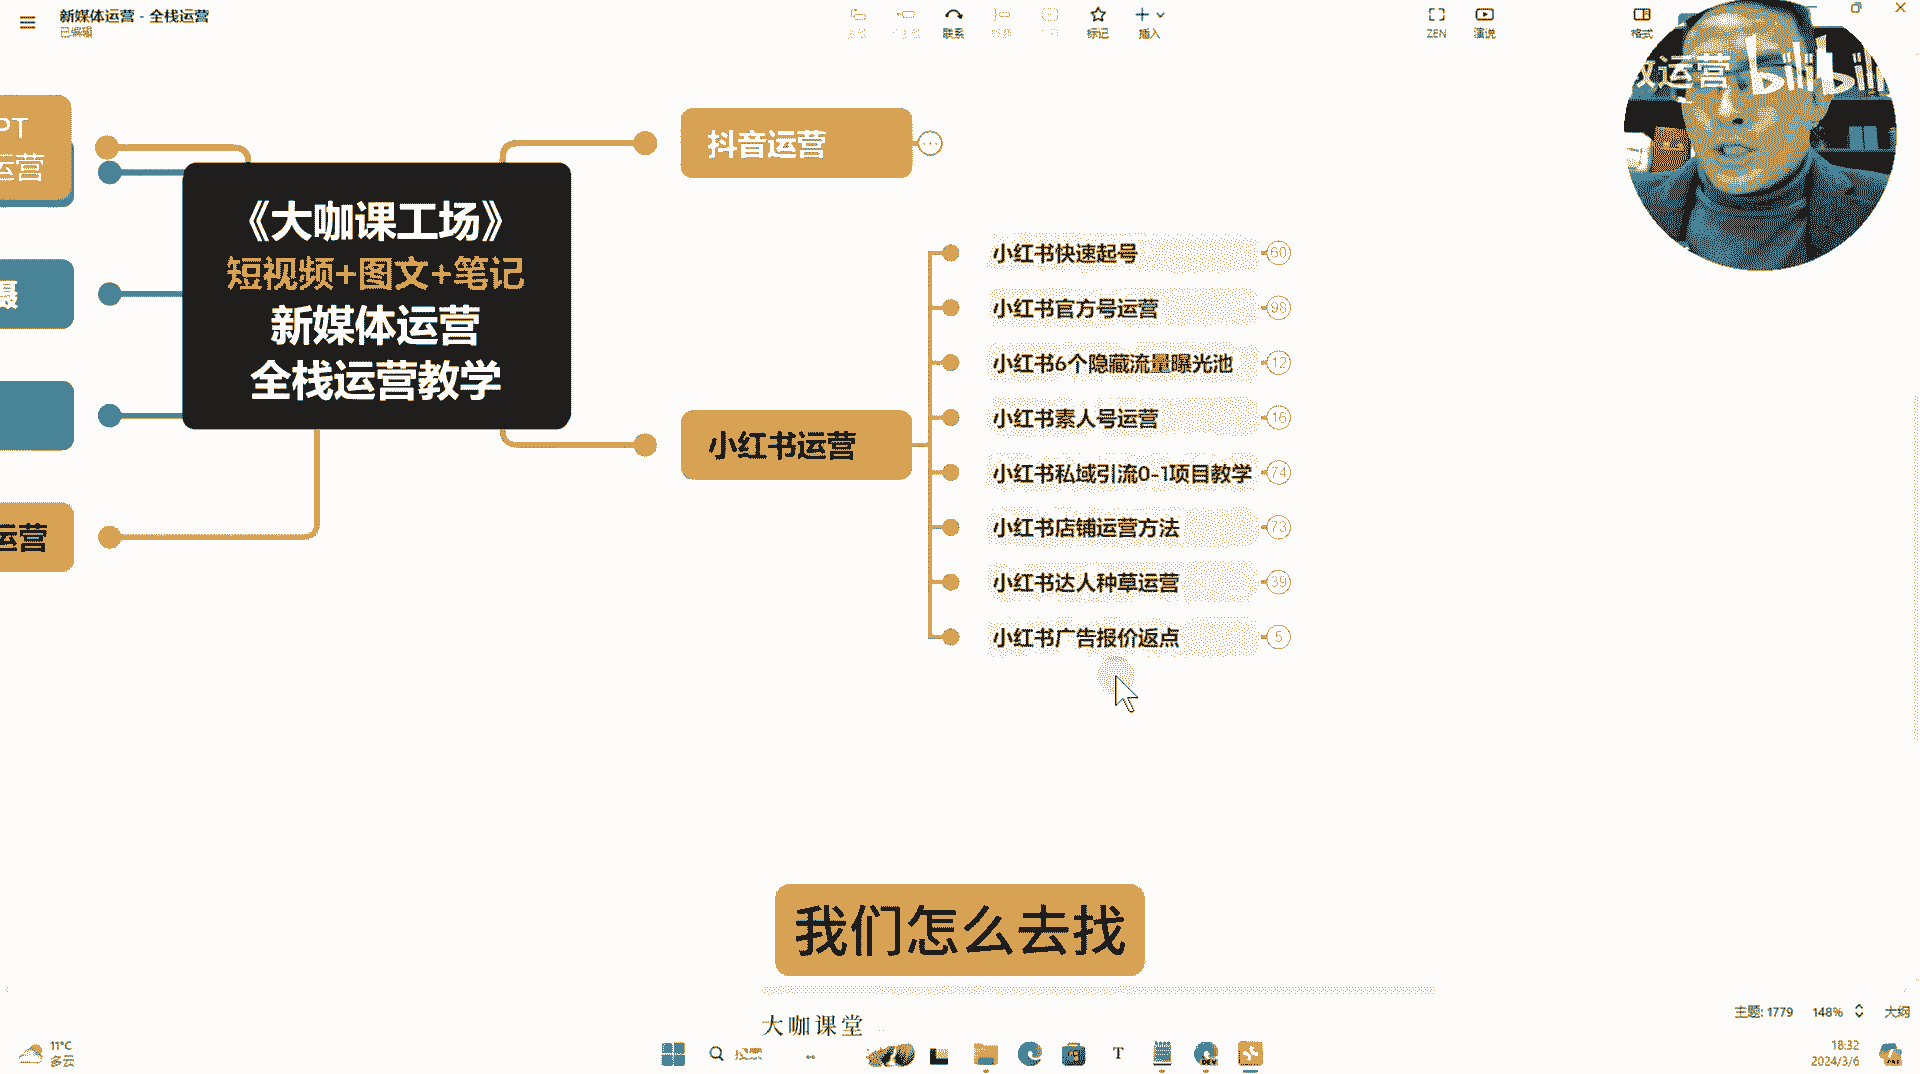 新媒体运营 - 全栈运营
已编辑
联系
标记
插入
ZEN
演说
格式
教运营 bilibili
PT
运营
摄
运营
《大咖课工场》
短视频+图文+笔记
新媒体运营
全栈运营教学
抖音运营
小红书运营
小红书快速起号 60
小红书官方号运营 98
小红书6个隐藏流量曝光池 12
小红书素人号运营 16
小红书私域引流0-1项目教学 74
小红书店铺运营方法 73
小红书达人种草运营 39
小红书广告报价返点 5
我们怎么去找
大咖课堂
主题: 1779
148%
大纲
11°C
多云
T
DEV
18:32
2024/3/6